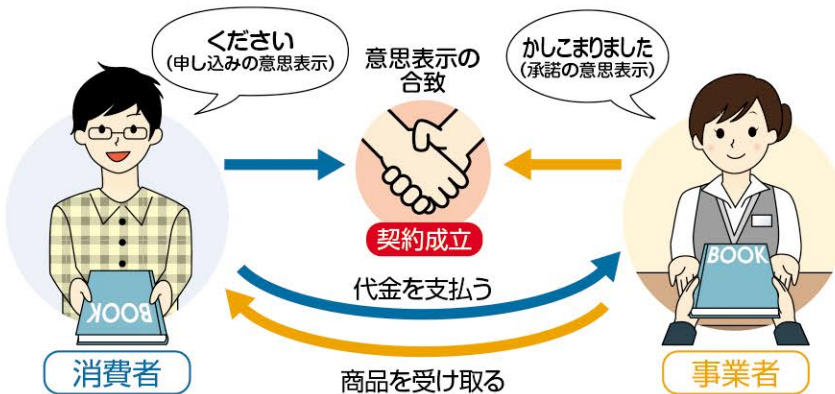 ください
(申し込みの意思表示)
意思表示の
合致
かしこまりました
(承諾の意思表示)
契約成立
BOOK
BOOK
代金を支払う
商品を受け取る
消費者
事業者